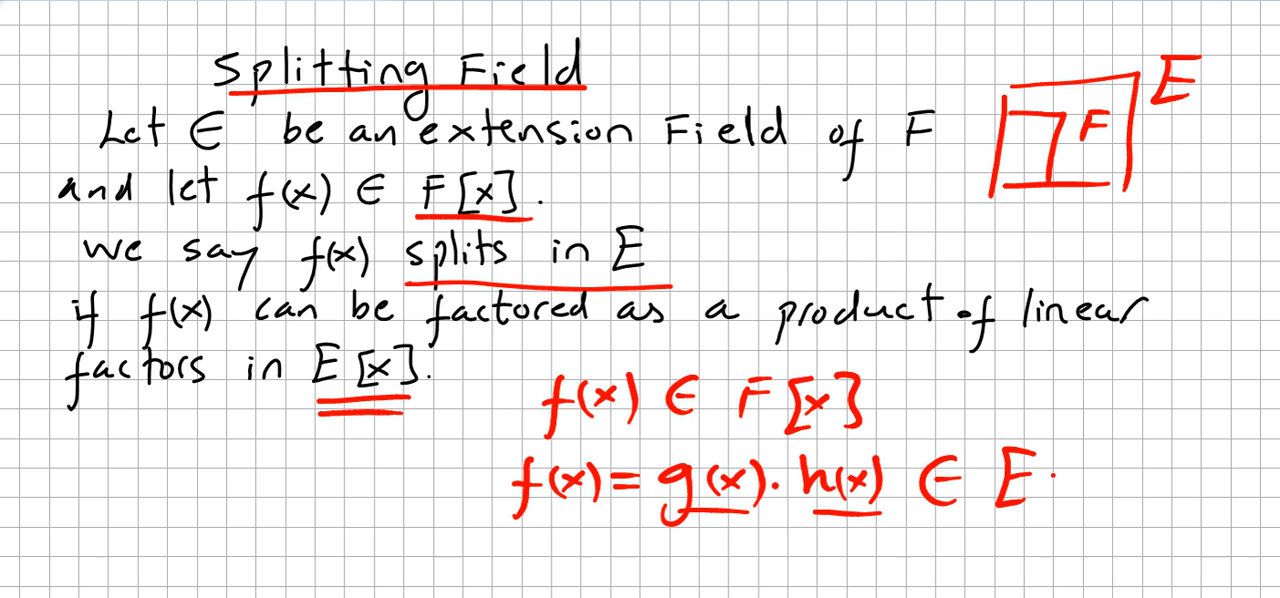 Splitting Field
Let E be an extension Field of F
and let f(x) ∈ F[x].
we say f(x) splits in E
if f(x) can be factored as a product of linear
factors in E[x].
E
F
f(x) ∈ F[x]
f(x) = g(x) · h(x) ∈ E